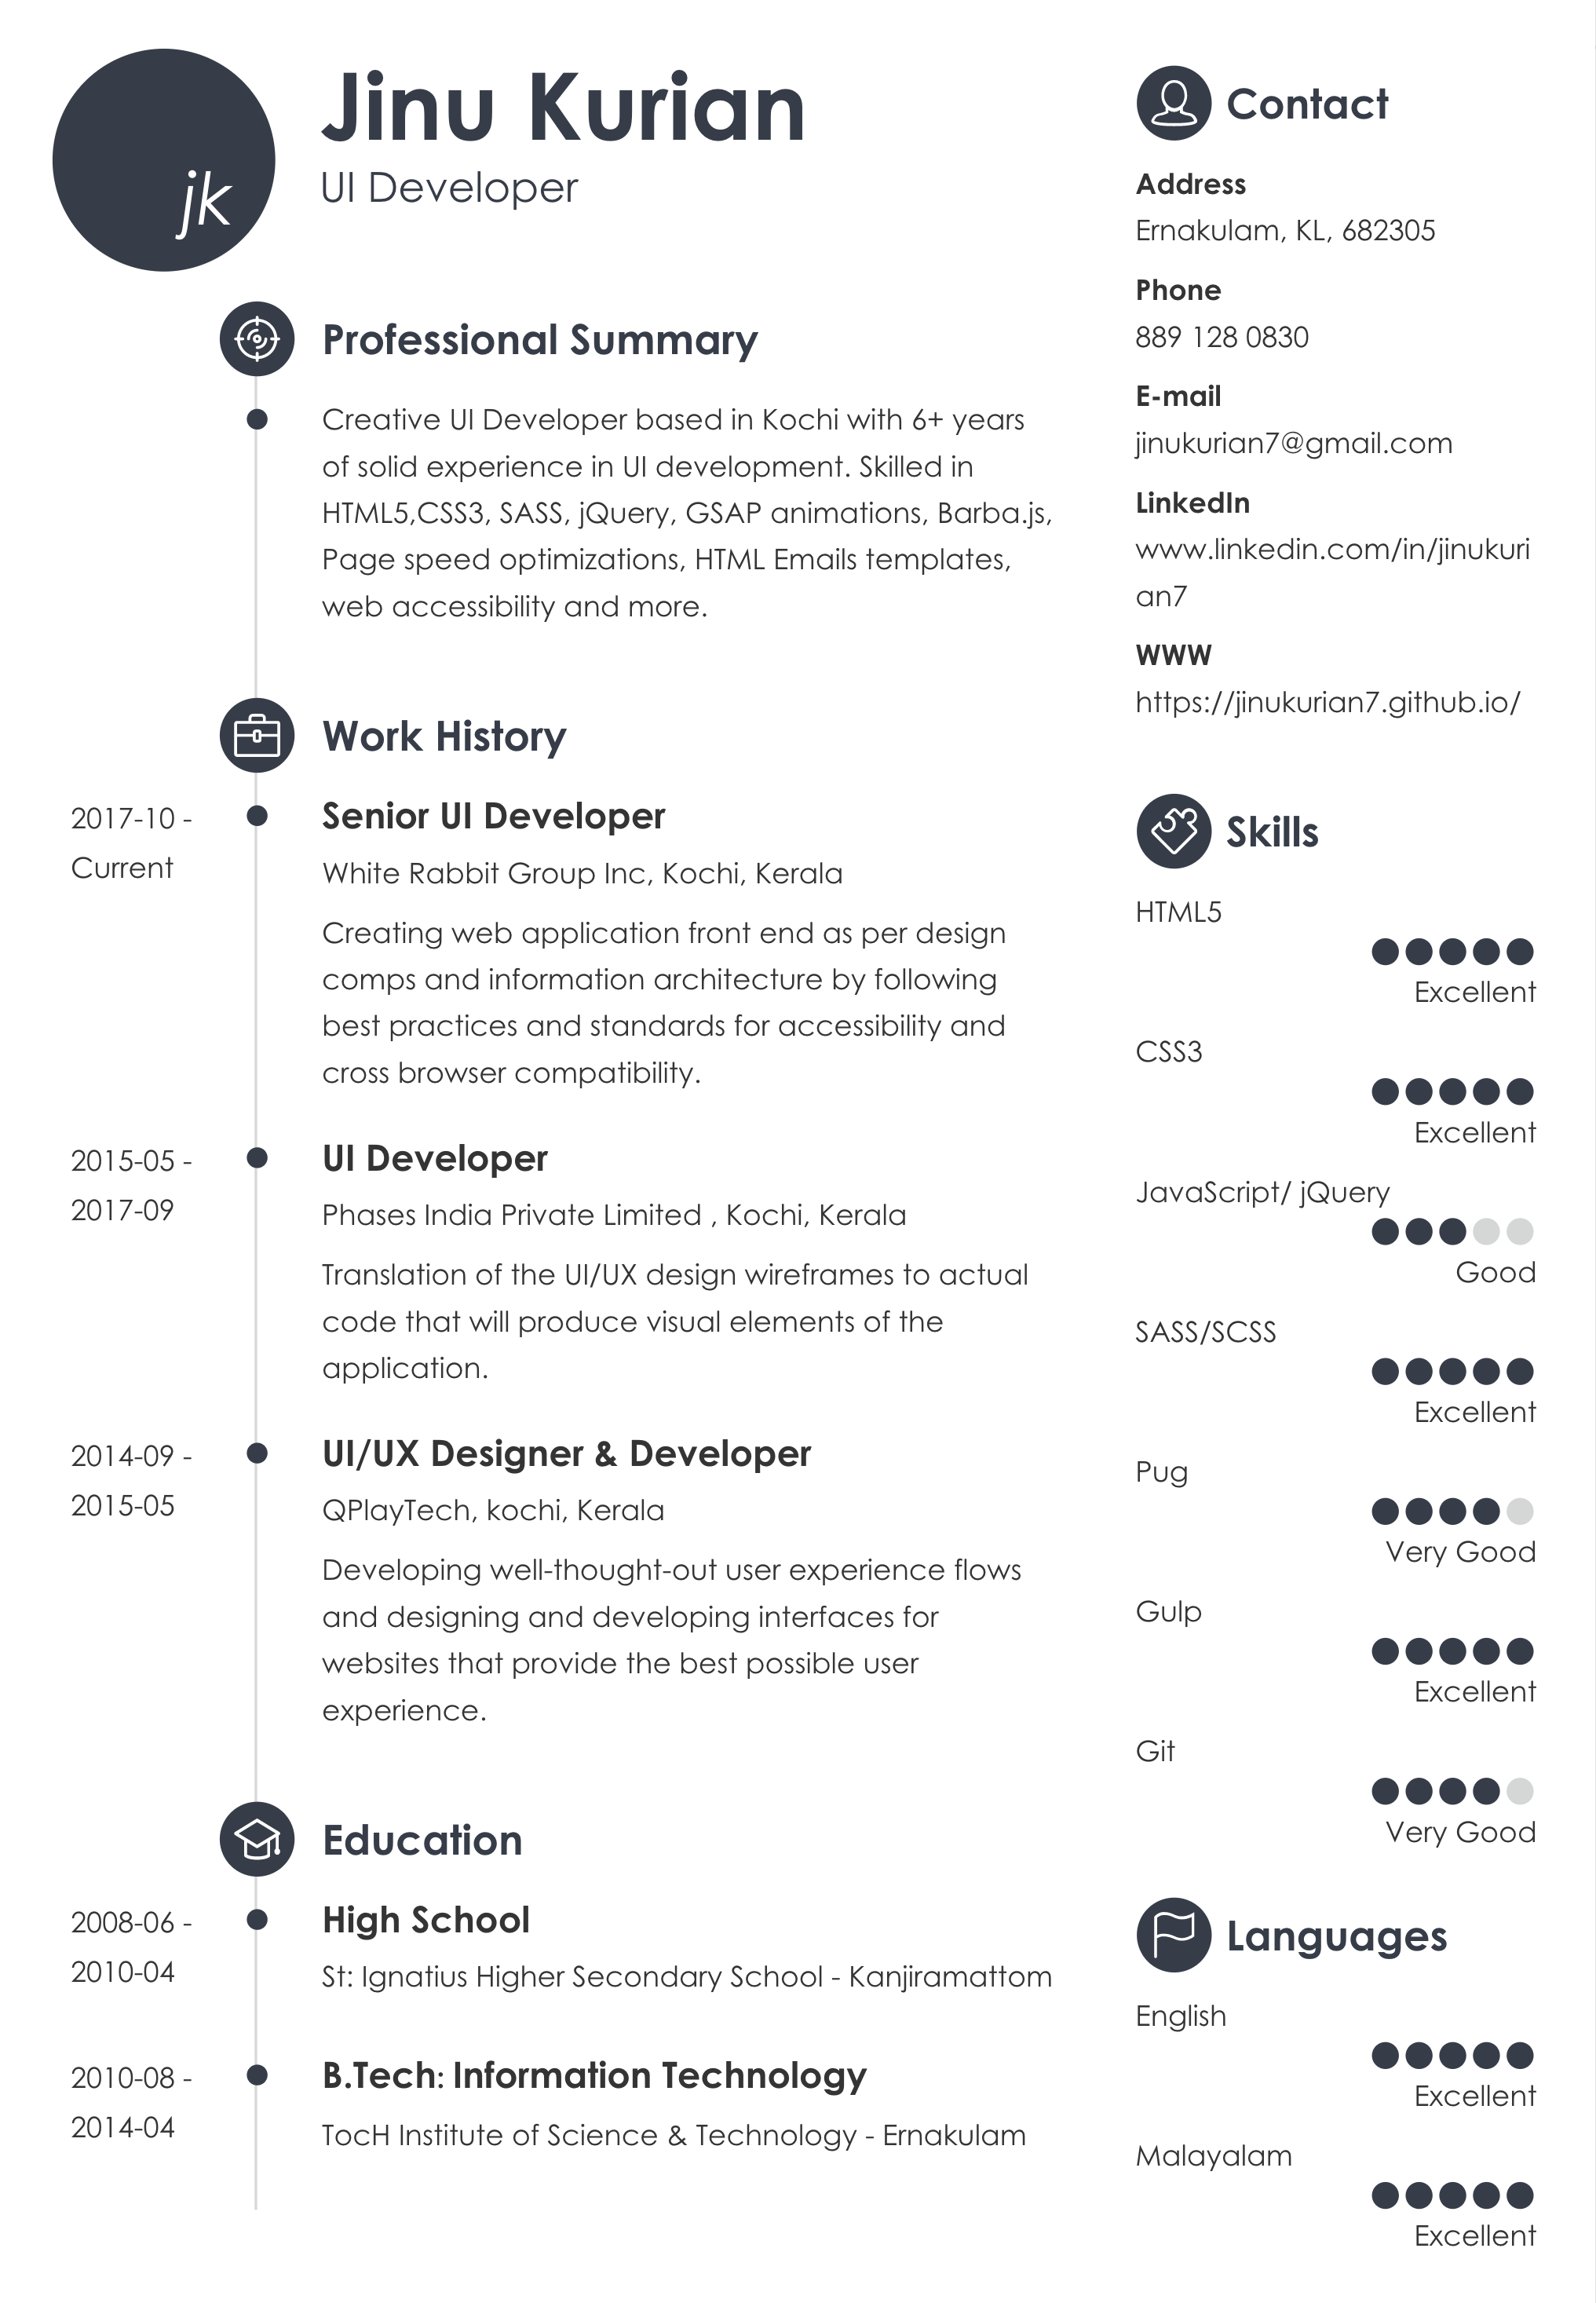 jk
Jinu Kurian
UI Developer
Professional Summary
Creative UI Developer based in Kochi with 6+ years
of solid experience in UI development. Skilled in
HTML5,CSS3, SASS, jQuery, GSAP animations, Barba.js,
Page speed optimizations, HTML Emails templates,
web accessibility and more.
Work History
2017-10 -
Current
Senior UI Developer
White Rabbit Group Inc, Kochi, Kerala
Creating web application front end as per design
comps and information architecture by following
best practices and standards for accessibility and
cross browser compatibility.
2015-05 -
2017-09
UI Developer
Phases India Private Limited , Kochi, Kerala
Translation of the UI/UX design wireframes to actual
code that will produce visual elements of the
application.
2014-09 -
2015-05
UI/UX Designer & Developer
QPlayTech, kochi, Kerala
Developing well-thought-out user experience flows
and designing and developing interfaces for
websites that provide the best possible user
experience.
Education
2008-06 -
2010-04
High School
St: Ignatius Higher Secondary School - Kanjiramattom
2010-08 -
2014-04
B.Tech: Information Technology
TocH Institute of Science & Technology - Ernakulam
Contact
Address
Ernakulam, KL, 682305
Phone
889 128 0830
E-mail
jinukurian7@gmail.com
LinkedIn
www.linkedin.com/in/jinukuri
an7
WWW
https://jinukurian7.github.io/
Skills
HTML5
Excellent
CSS3
Excellent
JavaScript/ jQuery
Good
SASS/SCSS
Excellent
Pug
Very Good
Gulp
Excellent
Git
Very Good
Languages
English
Excellent
Malayalam
Excellent